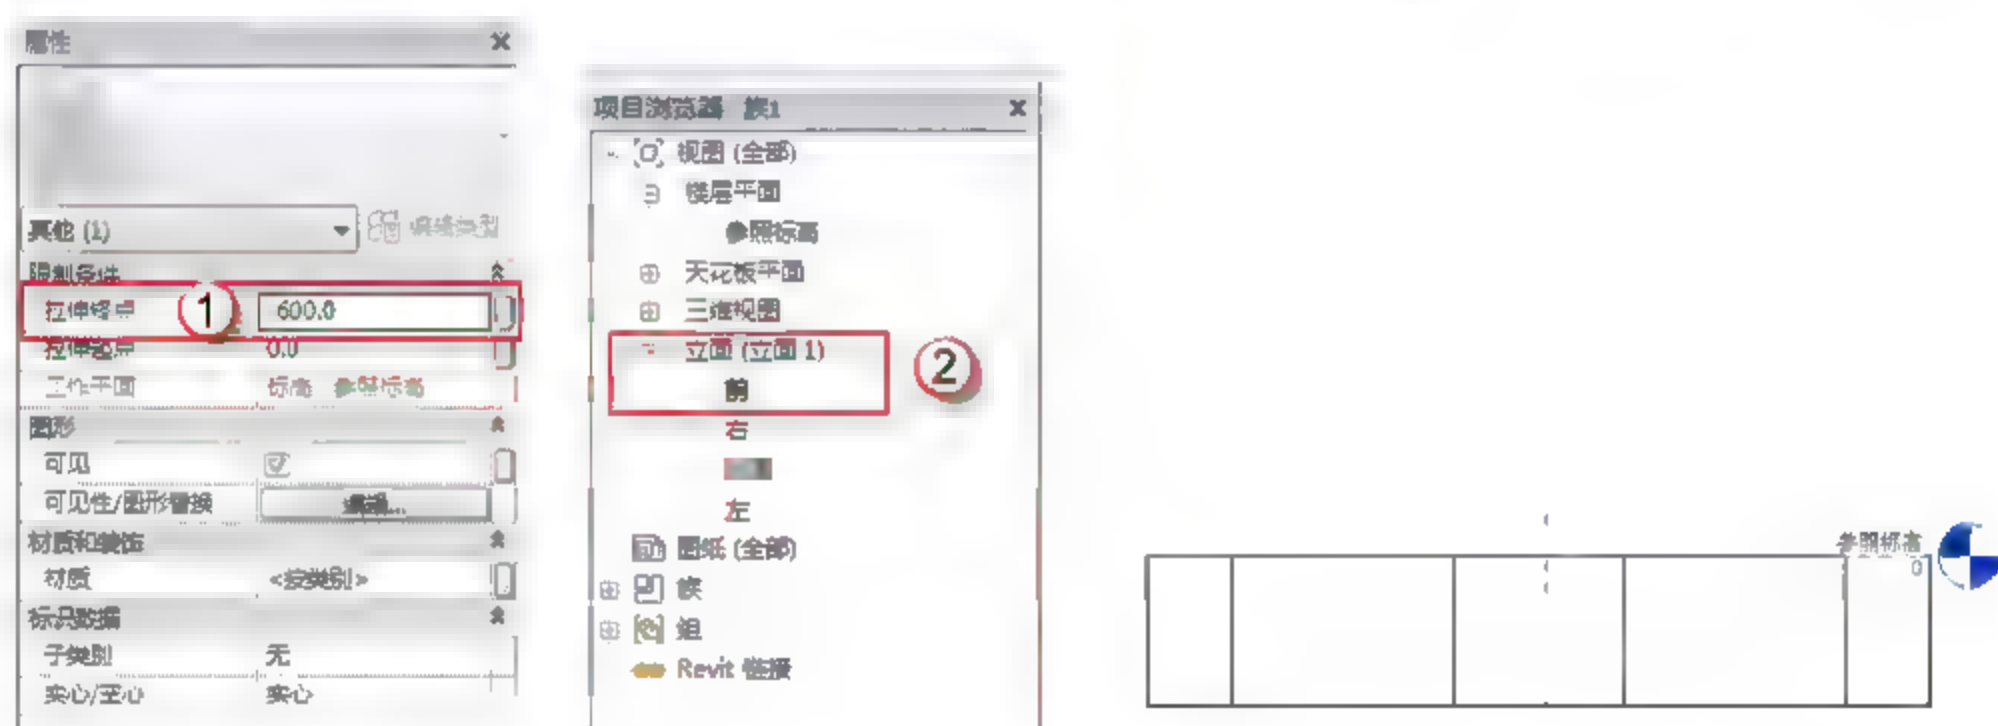 属性
其他 (1)
编辑类型
限制条件
拉伸终点
1
600.0
拉伸起点
0.0
工作平面
标高 参照标高
图形
可见
可见性/图形替换
编辑...
材质和装饰
材质
<按类别>
标识数据
子类别
无
实心/空心
实心
项目浏览器 族1
视图 (全部)
楼层平面
参照标高
天花板平面
三维视图
立面 (立面 1)
前
2
右
左
图纸 (全部)
族
组
Revit 链接
参照标高
0